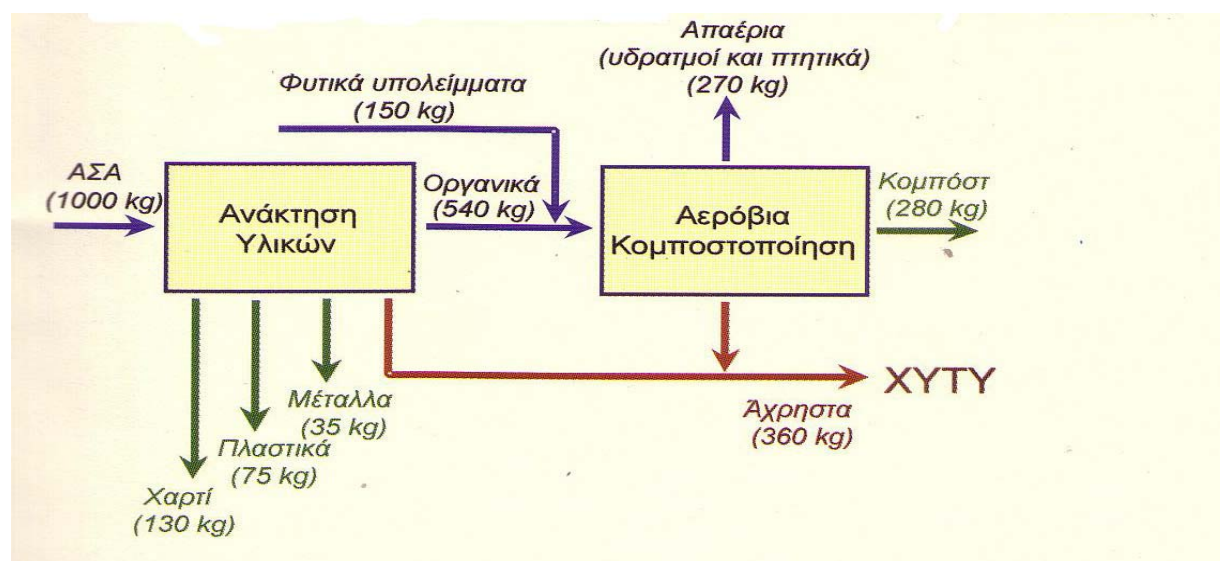 Απαέρια
(υδρατμοί και πτητικά)
(270 kg)
Φυτικά υπολείμματα
(150 kg)
ΑΣΑ
(1000 kg)
Ανάκτηση
Υλικών
Οργανικά
(540 kg)
Αερόβια
Κομποστοποίηση
Κομπόστ
(280 kg)
ΧΥΤΥ
Άχρηστα
(360 kg)
Μέταλλα
(35 kg)
Πλαστικά
(75 kg)
Χαρτί
(130 kg)